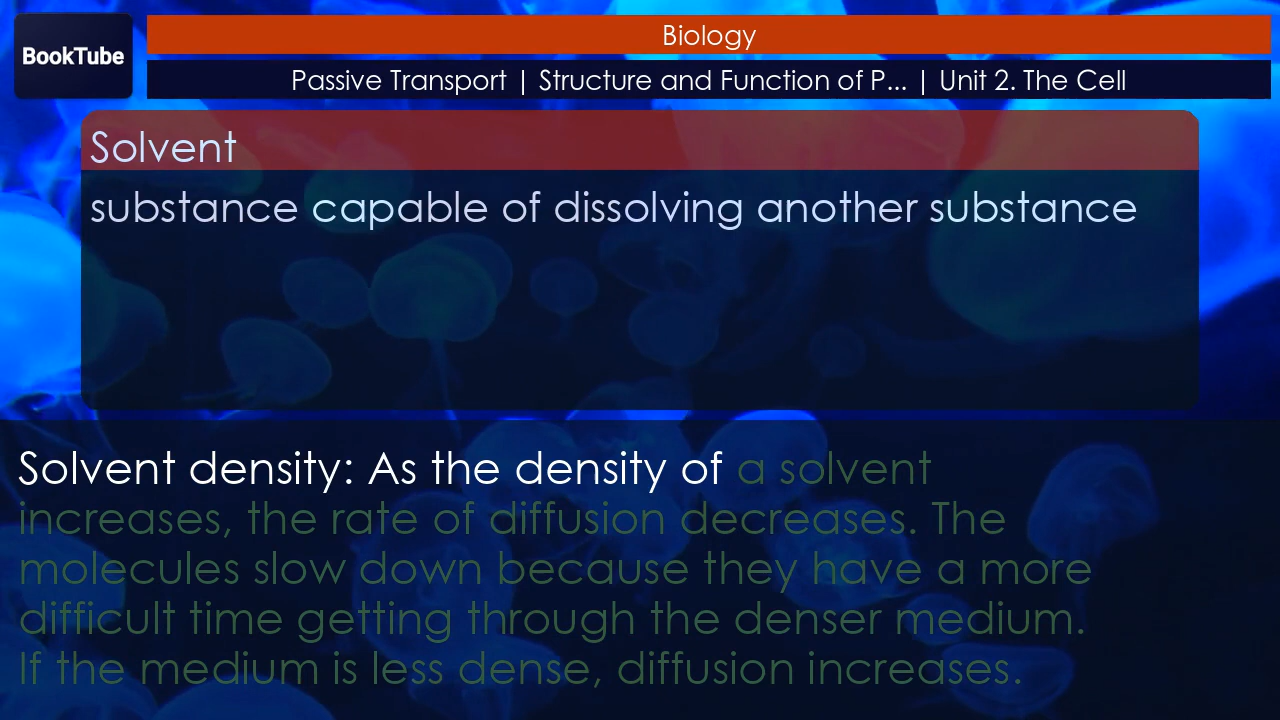 BookTube
Biology
Passive Transport | Structure and Function of P... | Unit 2. The Cell
Solvent
substance capable of dissolving another substance
Solvent density: As the density of a solvent
increases, the rate of diffusion decreases. The
molecules slow down because they have a more
difficult time getting through the denser medium.
If the medium is less dense, diffusion increases.